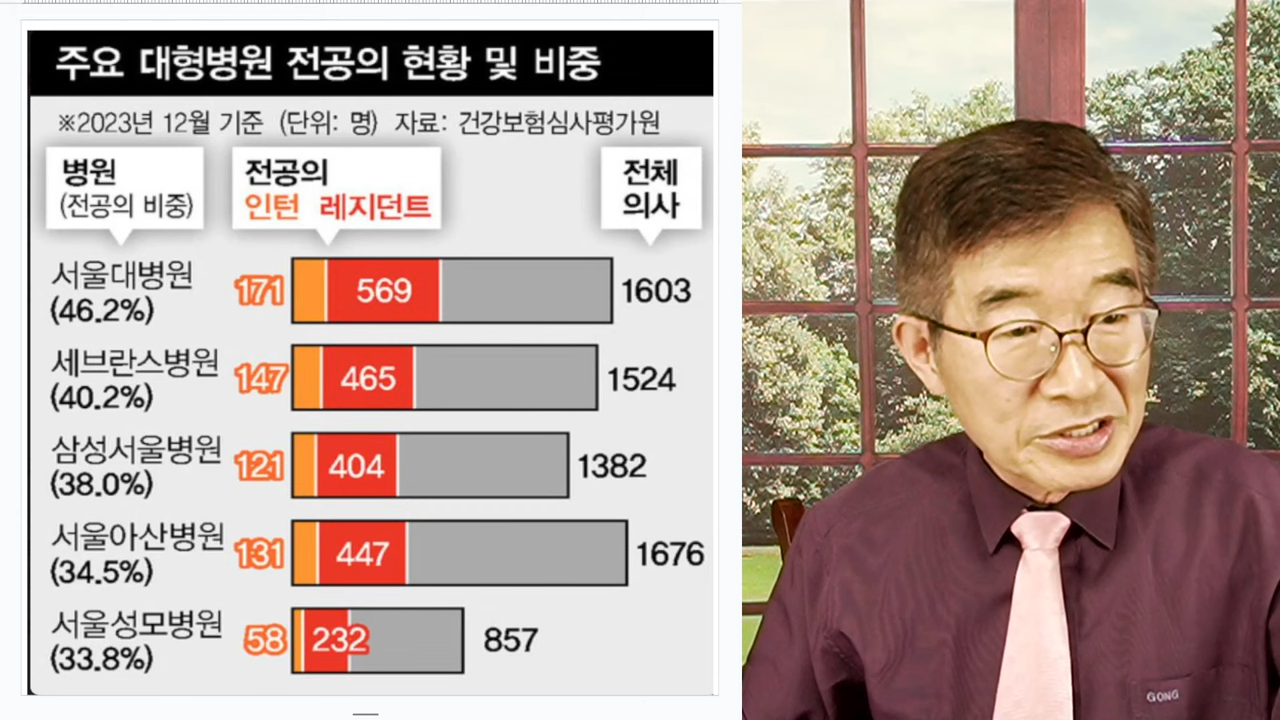 주요 대형병원 전공의 현황 및 비중
※2023년 12월 기준 (단위: 명) 자료: 건강보험심사평가원
병원
(전공의 비중)
전공의
인턴 레지던트
전체
의사
서울대병원
(46.2%)
171 569 1603
세브란스병원
(40.2%)
147 465 1524
삼성서울병원
(38.0%)
121 404 1382
서울아산병원
(34.5%)
131 447 1676
서울성모병원
(33.8%)
58 232 857
GONG